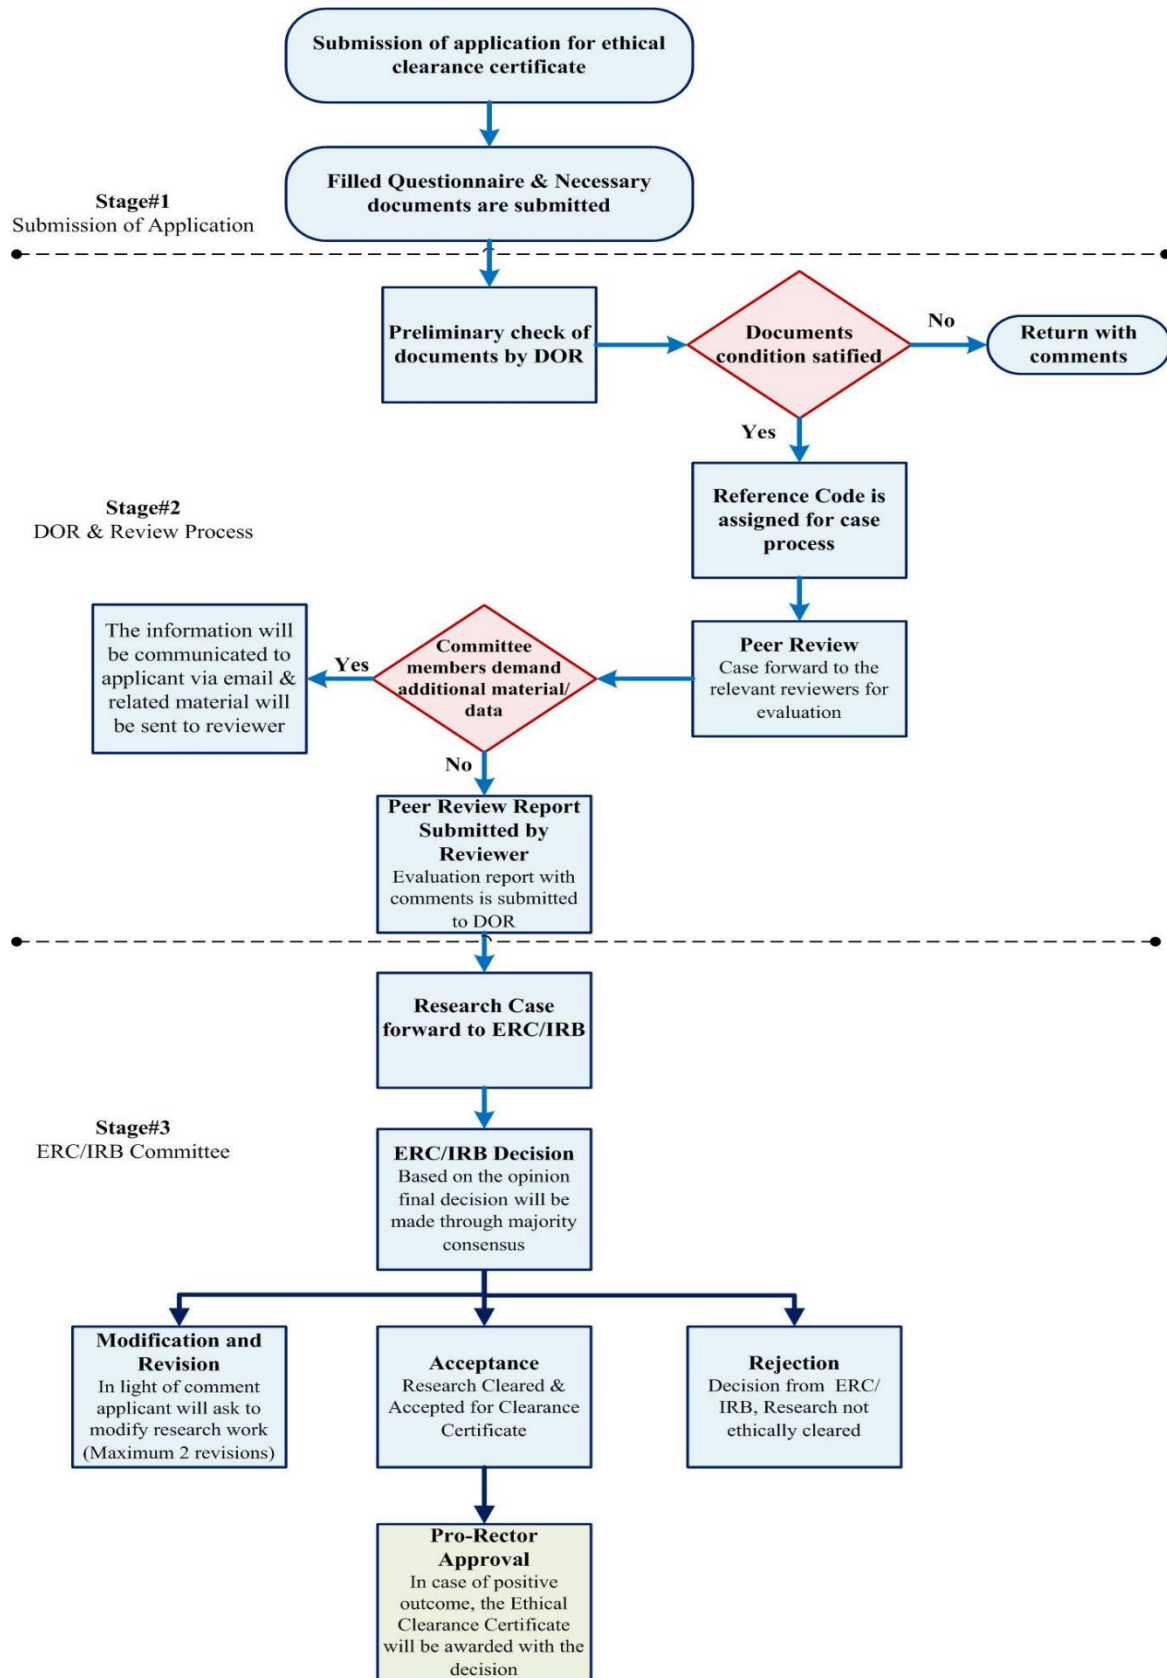 Submission of application for ethical
clearance certificate
Filled Questionnaire & Necessary
documents are submitted
Stage#1
Submission of Application
Preliminary check of
documents by DOR
Documents
condition satified
No
Return with
comments
Yes
Reference Code is
assigned for case
process
Stage#2
DOR & Review Process
Peer Review
Case forward to the
relevant reviewers for
evaluation
Committee
members demand
additional material/
data
Yes
The information will
be communicated to
applicant via email &
related material will
be sent to reviewer
No
Peer Review Report
Submitted by
Reviewer
Evaluation report with
comments is submitted
to DOR
Research Case
forward to ERC/IRB
Stage#3
ERC/IRB Committee
ERC/IRB Decision
Based on the opinion
final decision will be
made through majority
consensus
Modification and
Revision
In light of comment
applicant will ask to
modify research work
(Maximum 2 revisions)
Acceptance
Research Cleared &
Accepted for Clearance
Certificate
Rejection
Decision from ERC/
IRB, Research not
ethically cleared
Pro-Rector
Approval
In case of positive
outcome, the Ethical
Clearance Certificate
will be awarded with the
decision